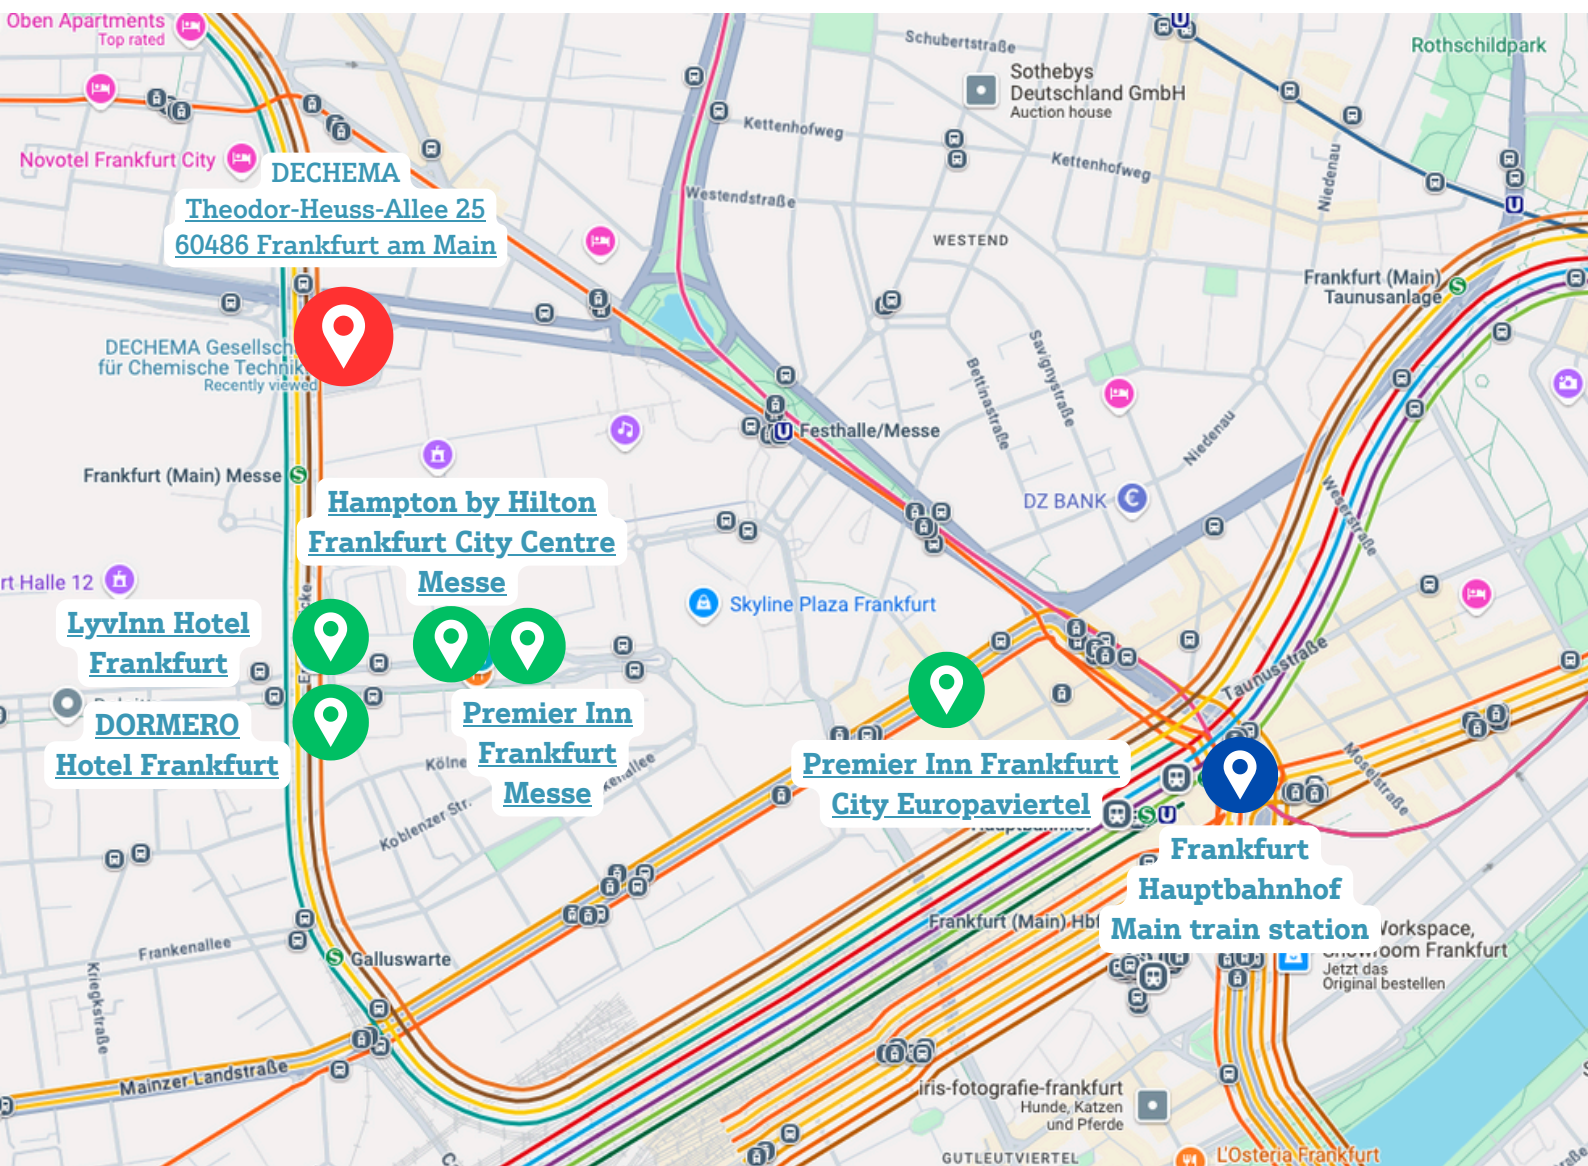 Oben Apartments
Top rated
Schubertstraße
Rothschildpark
Sothebys
Deutschland GmbH
Auction house
Kettenhofweg
Kettenhofweg
Niedenau
Novotel Frankfurt City
DECHEMA
Theodor-Heuss-Allee 25
60486 Frankfurt am Main
Westendstraße
WESTEND
U
U
Frankfurt (Main)
Taunusanlage
S
DECHEMA Gesellsch
für Chemische Technik
Recently viewed
Savignystraße
Bettinastraße
Niedenau
U
Festhalle/Messe
Frankfurt (Main) Messe
S
DZ BANK
Weserstraße
Hampton by Hilton
Frankfurt City Centre
Messe
rt Halle 12
Skyline Plaza Frankfurt
LyvInn Hotel
Frankfurt
Taunusstraße
DORMERO
Hotel Frankfurt
Premier Inn
Frankfurt
Messe
Kölne
kenallee
Koblenzer Str.
Premier Inn Frankfurt
City Europaviertel
Moselstraße
S
U
Hauptbahnhof
Frankfurt
Hauptbahnhof
Main train station
Frankfurt (Main) Hbf
Workspace,
Showroom Frankfurt
Jetzt das
Original bestellen
Frankenallee
S
Galluswarte
Kriegkstraße
Mainzer Landstraße
iris-fotografie-frankfurt
Hunde, Katzen
und Pferde
GUTLEUTVIERTEL
L'Osteria Frankfurt